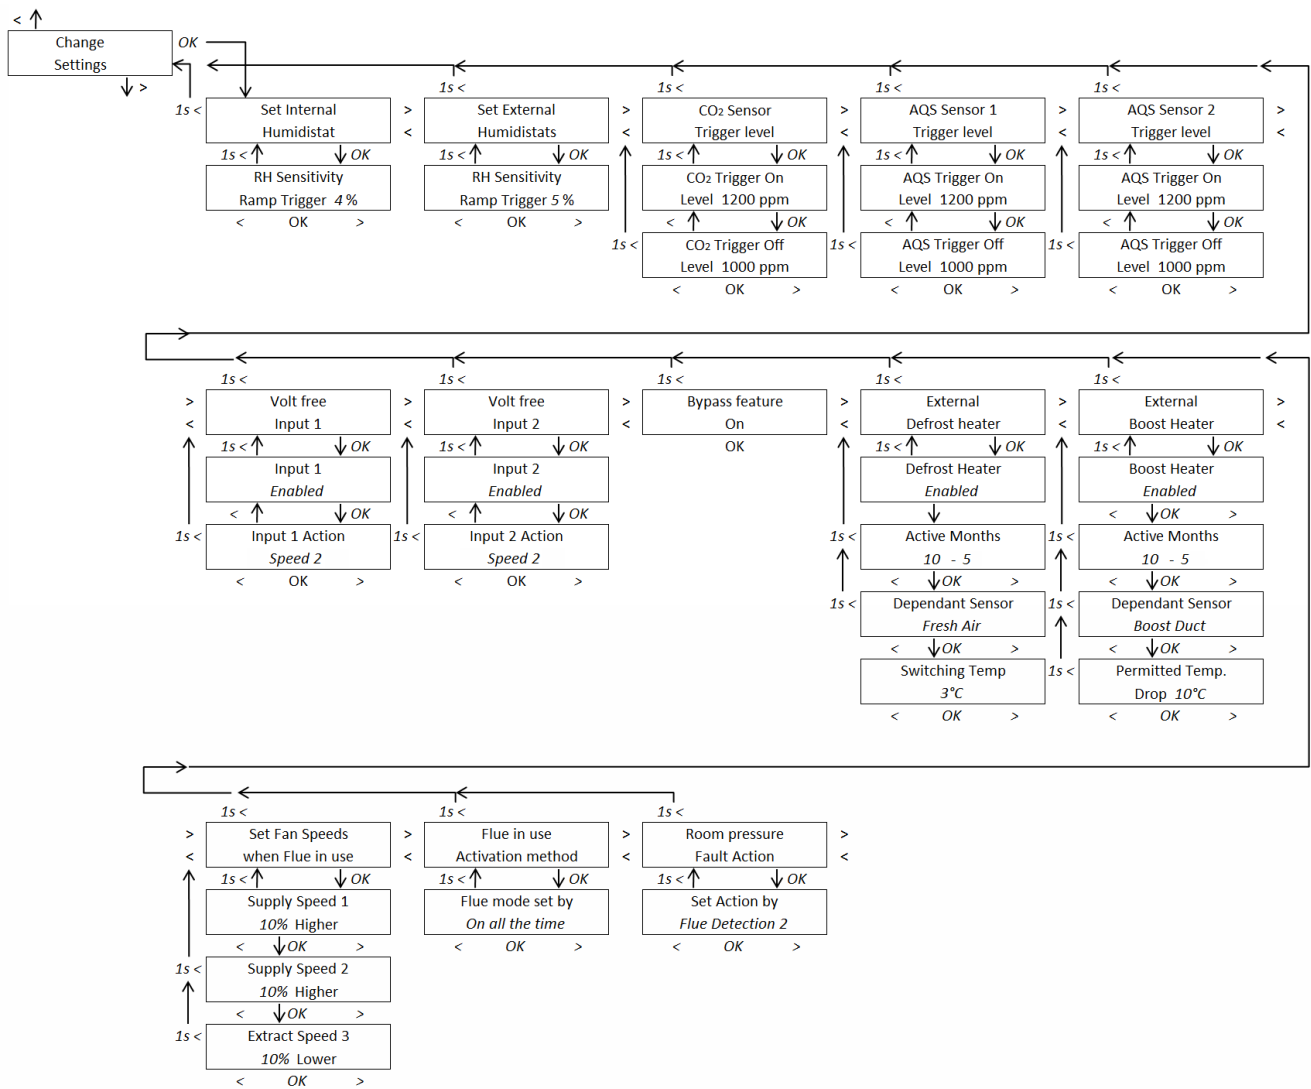 <
Change OK
Settings
>
1s < 1s < 1s < 1s <
1s < Set Internal > Set External > CO2 Sensor > AQS Sensor 1 > AQS Sensor 2 >
Humidistat < Humidistats < Trigger level < Trigger level < Trigger level <
1s < OK 1s < OK 1s < OK 1s < OK 1s < OK
RH Sensitivity RH Sensitivity CO2 Trigger On AQS Trigger On AQS Trigger On
Ramp Trigger 4 % Ramp Trigger 5 % Level 1200 ppm Level 1200 ppm Level 1200 ppm
< OK > < OK > < OK < OK < OK
1s < CO2 Trigger Off 1s < AQS Trigger Off 1s < AQS Trigger Off
Level 1000 ppm Level 1000 ppm Level 1000 ppm
< OK > < OK > < OK >
1s < 1s < 1s < 1s < 1s <
> Volt free > Volt free > Bypass feature > External > External >
< Input 1 < Input 2 < On < Defrost heater < Boost Heater <
1s < OK 1s < OK OK 1s < OK 1s < OK
Input 1 Input 2 Defrost Heater Boost Heater
Enabled Enabled Enabled Enabled
< OK < OK < OK >
1s < Input 1 Action 1s < Input 2 Action 1s < Active Months 1s < Active Months
Speed 2 Speed 2 10 - 5 10 - 5
< OK > < OK > < OK > < OK >
1s < Dependant Sensor 1s < Dependant Sensor
Fresh Air Boost Duct
< OK > < OK >
Switching Temp 1s < Permitted Temp.
3°C Drop 10°C
< OK > < OK >
1s < 1s < 1s <
> Set Fan Speeds > Flue in use > Room pressure >
< when Flue in use < Activation method < Fault Action <
1s < OK 1s < OK 1s < OK
Supply Speed 1 Flue mode set by Set Action by
10% Higher On all the time Flue Detection 2
< OK > < OK > < OK >
1s < Supply Speed 2
10% Higher
< OK >
1s < Extract Speed 3
10% Lower
< OK >